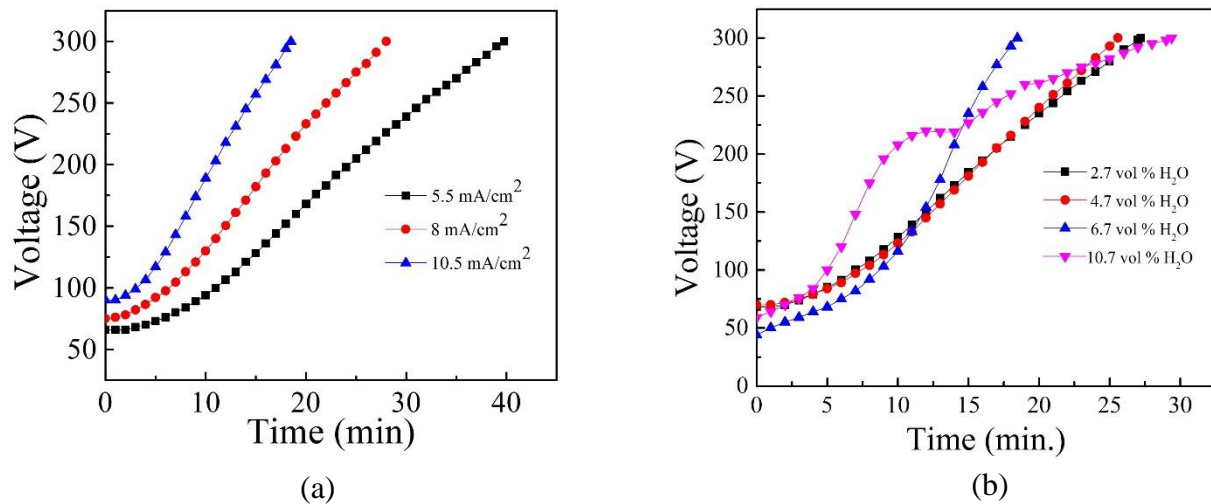 300
250
200
150
100
50
Voltage (V)
5.5 mA/cm²
8 mA/cm²
10.5 mA/cm²
0 10 20 30 40
Time (min)
(a)
300
250
200
150
100
50
0
Voltage (V)
2.7 vol % H₂O
4.7 vol % H₂O
6.7 vol % H₂O
10.7 vol % H₂O
0 5 10 15 20 25 30
Time (min.)
(b)